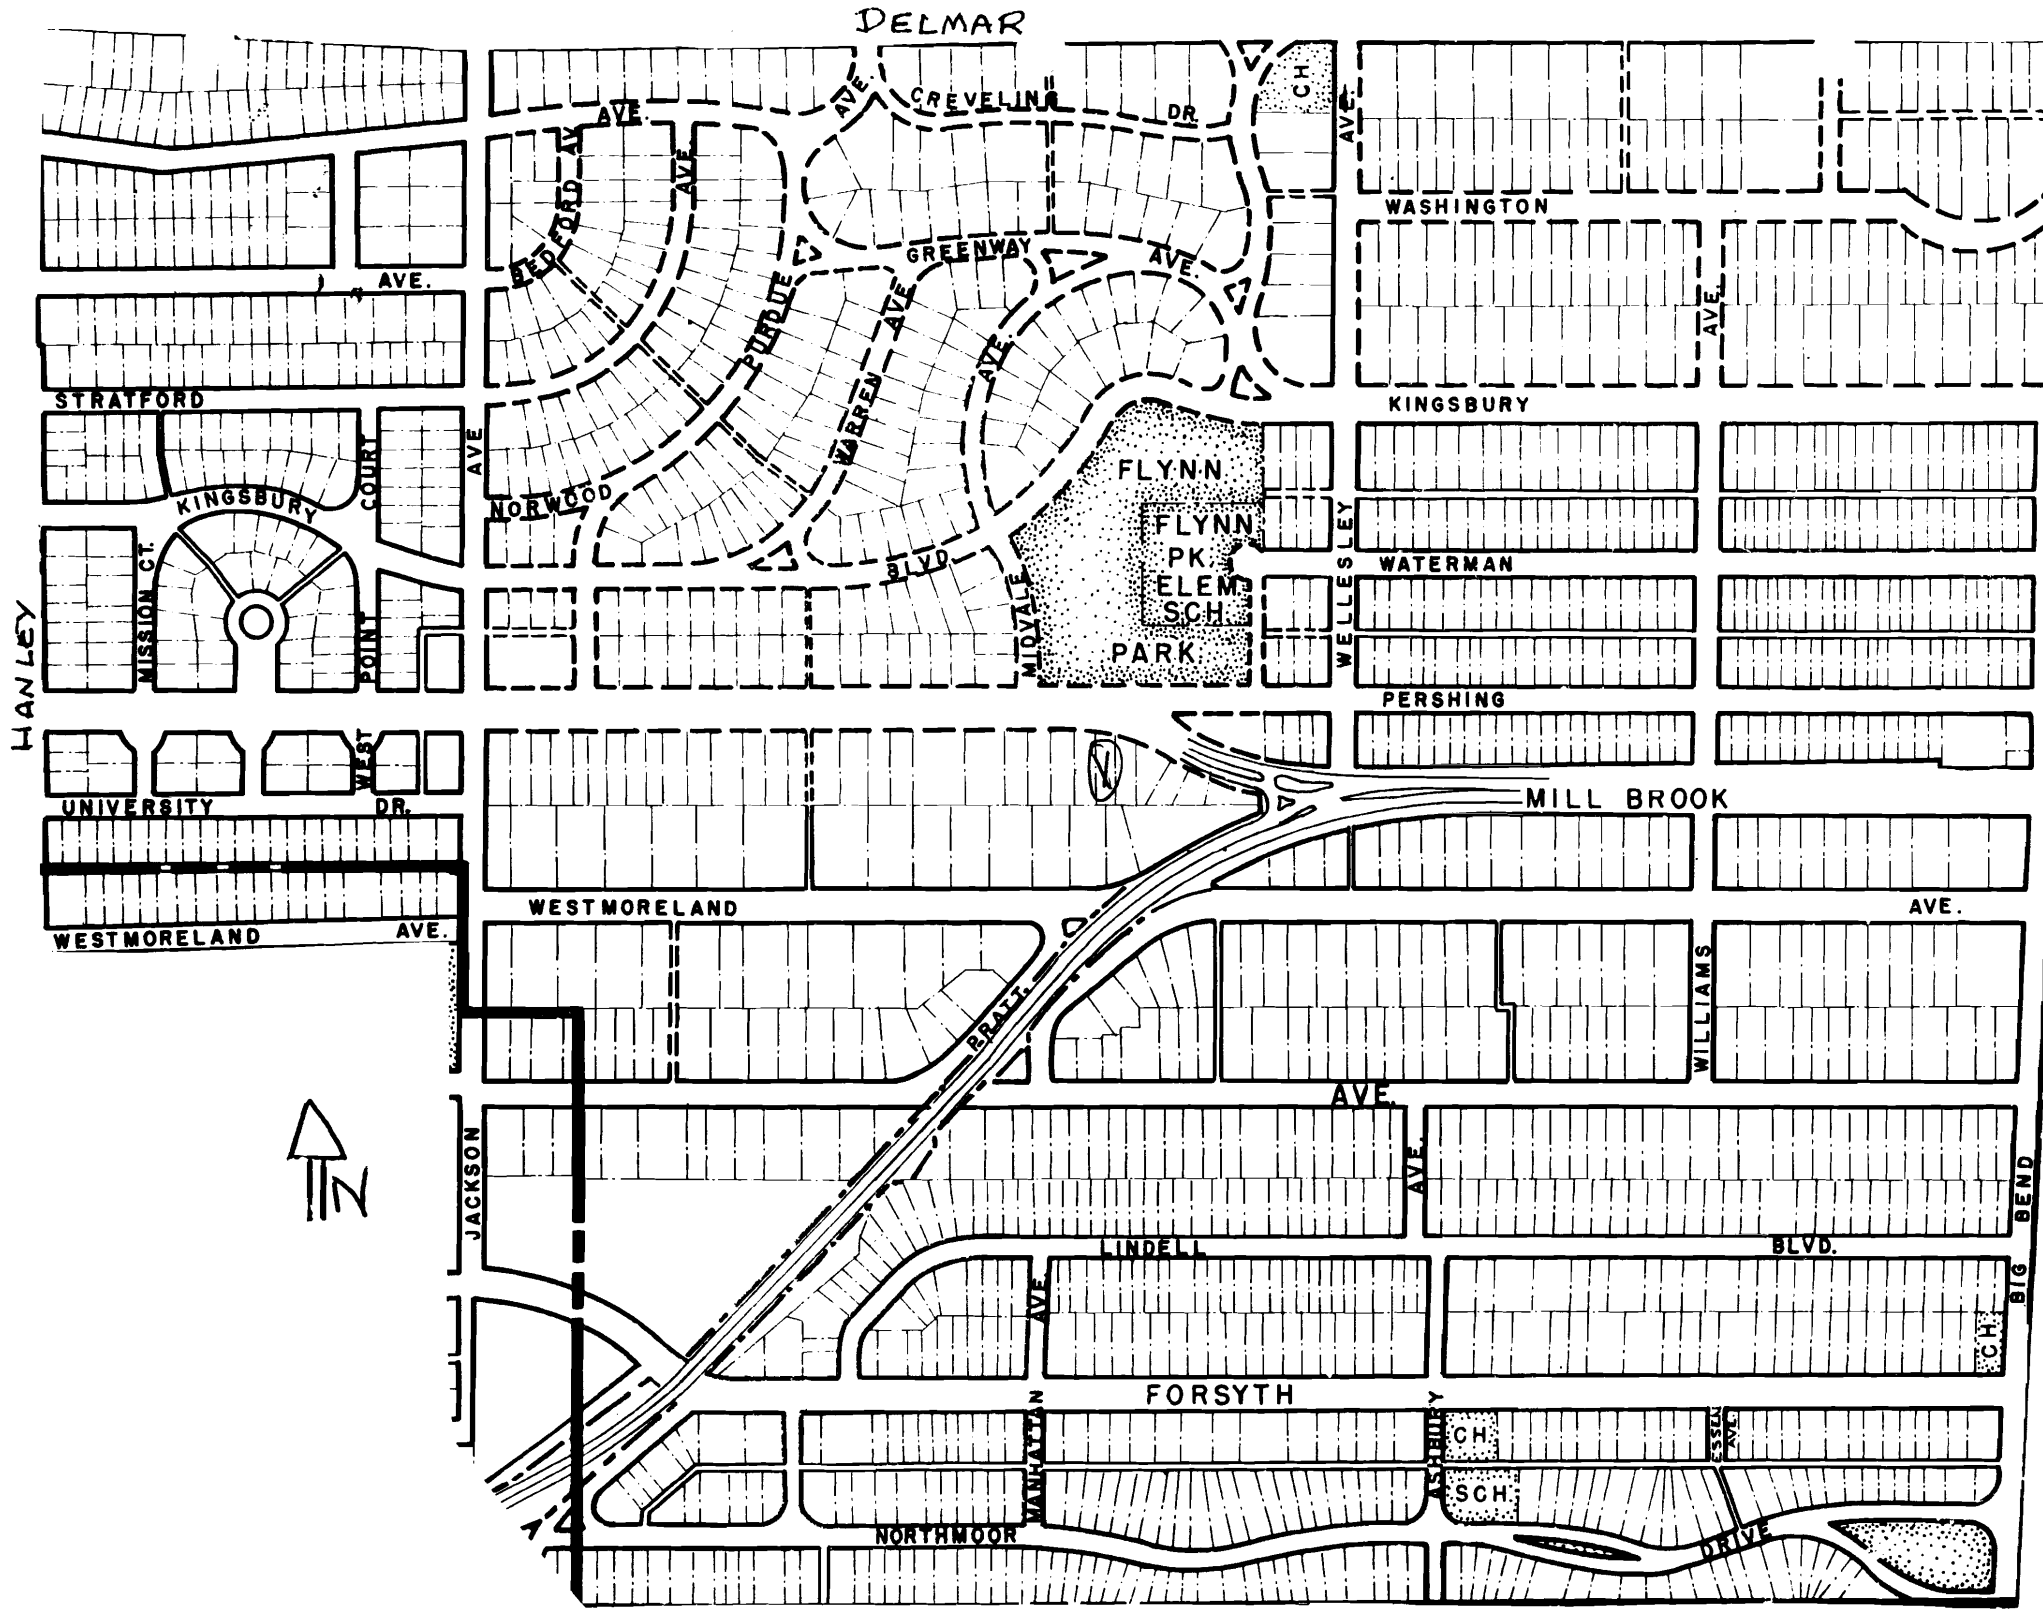 DELMAR
CH
CREVELING
DR.
AVE.
AVE.
AVE.
AVE.
BEDFORD AV
BEDFORD
WASHINGTON
GREENWAY
AVE.
AVE.
PURDUE
AVE.
AVE.
AVE.
STRATFORD
KINGSBURY
WARREN
COURT
AVE
FLYNN
KINGSBURY
NORWOOD
FLYNN
PK.
ELEM.
SCH.
PARK
WELLESLEY
WATERMAN
MISSION CT.
BLVD.
MIDVALE
HANLEY
POINT
WEST
PERSHING
UNIVERSITY
DR.
MILL BROOK
WESTMORELAND
AVE.
WESTMORELAND
AVE.
PRATT
WILLIAMS
AVE.
N
JACKSON
AVE.
BIG BEND
LINDELL
BLVD.
AVE.
CH
FORSYTH
MANHATTAN
ASHBURY
CH.
ESSEX
AVE.
SCH.
NORTHMOOR
DRIVE